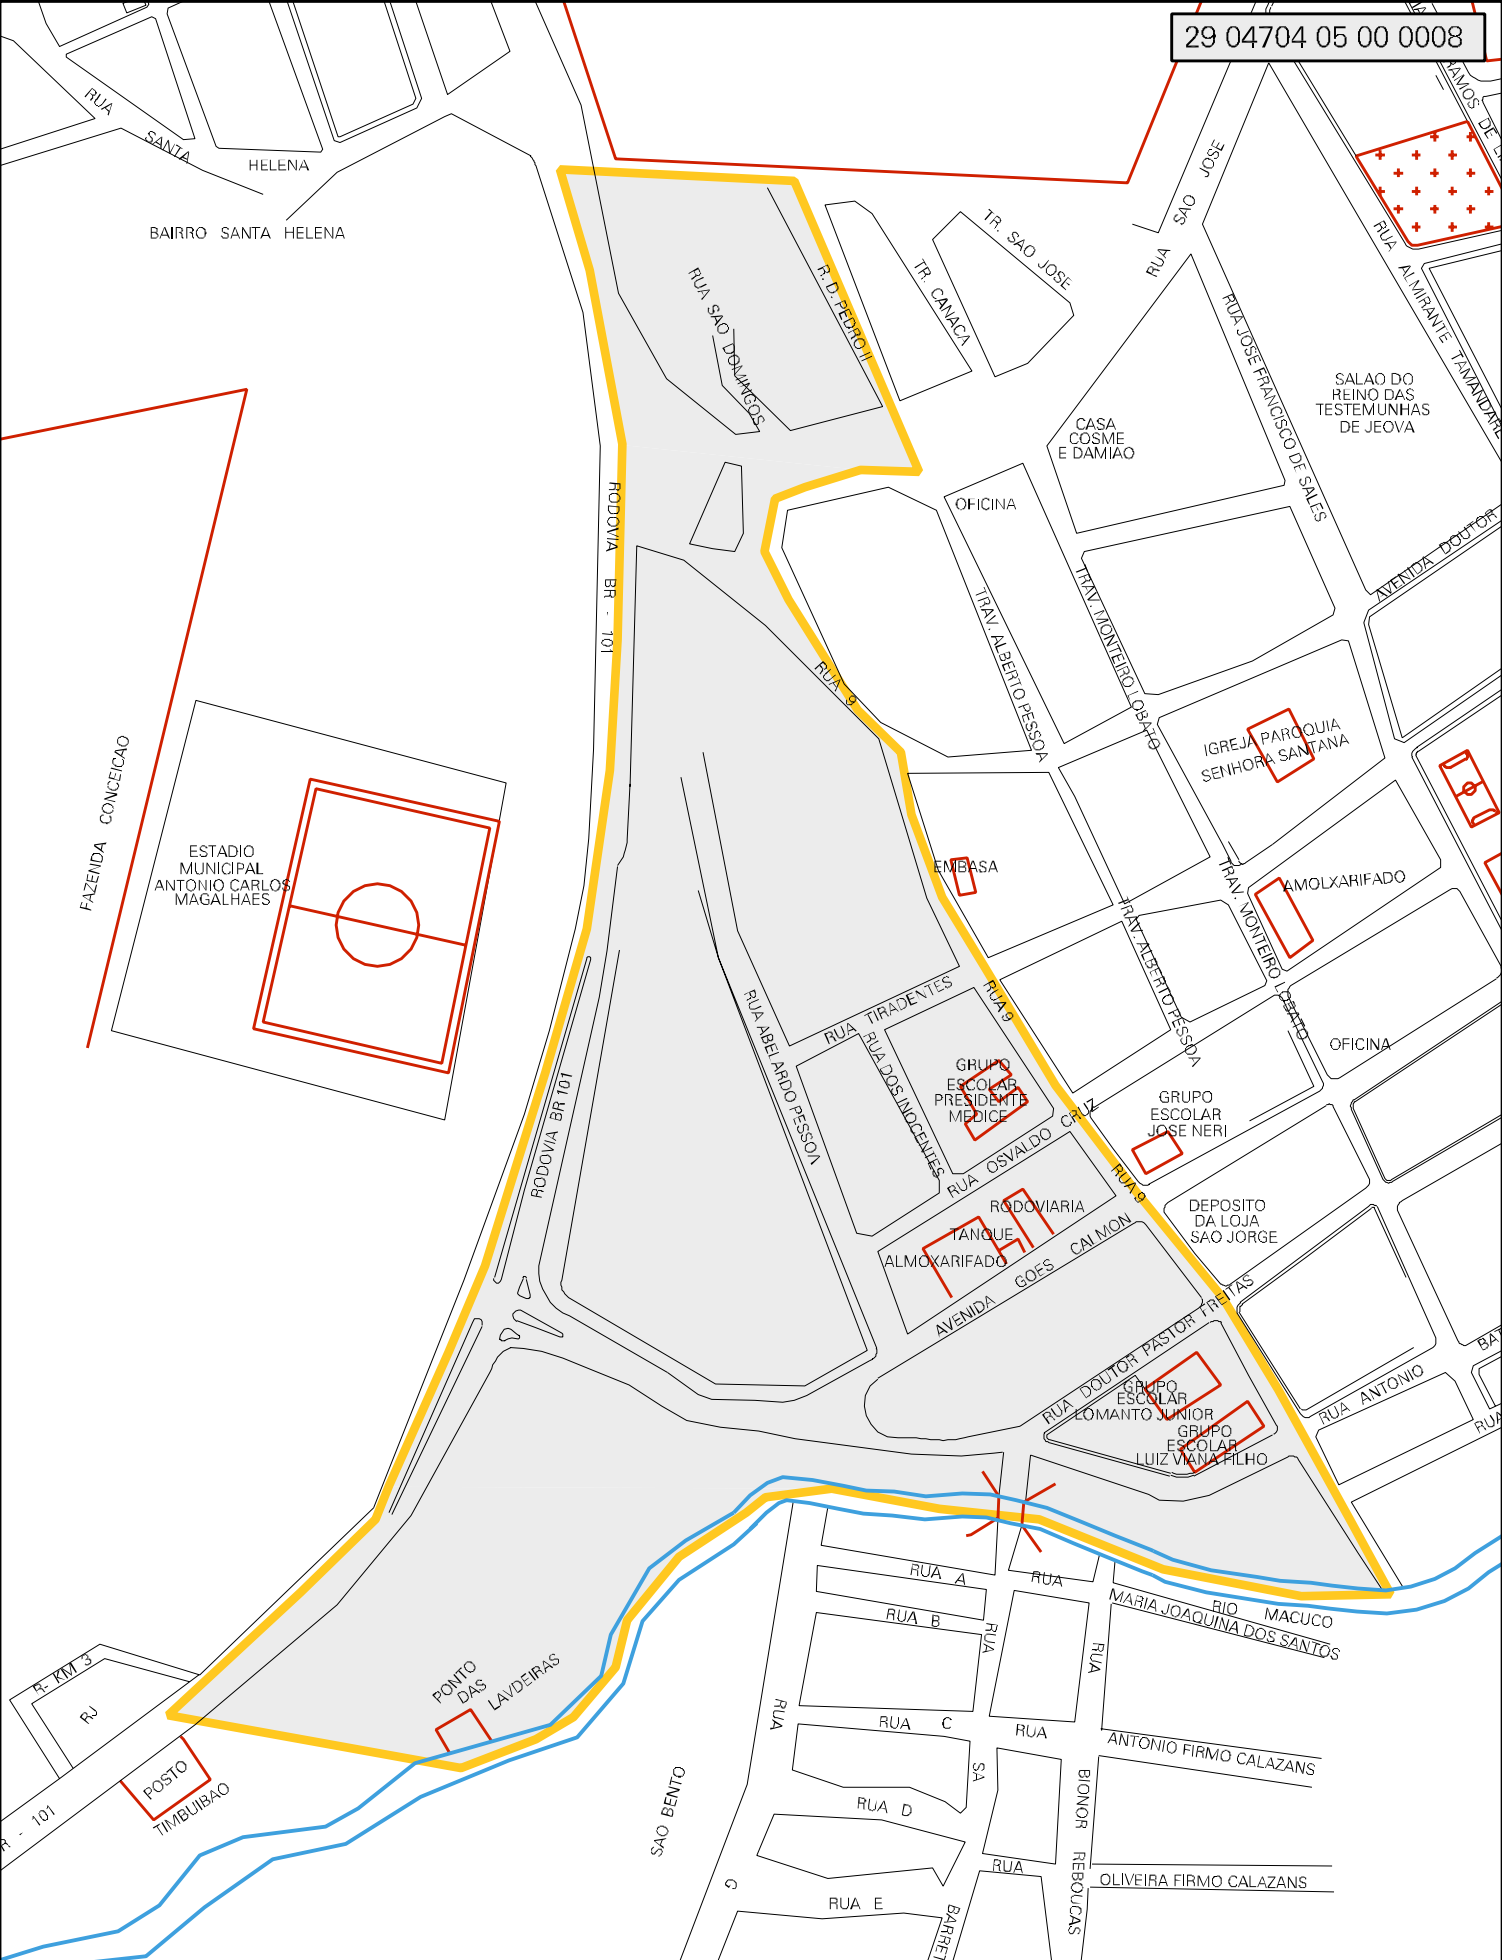 29 04704 05 00 0008
RUA SANTA HELENA
BAIRRO SANTA HELENA
RUA SAO JOSE
TR. SAO JOSE
TR. CANACA
R. D. PEDRO II
RUA SAO DOMINGOS
RAMOS DE
RUA ALMIRANTE TAMANDARE
RUA JOSE FRANCISCO DE SALES
SALAO DO
REINO DAS
TESTEMUNHAS
DE JEOVA
CASA
COSME
E DAMIAO
OFICINA
AVENIDA DOUTOR
RODOVIA BR - 101
TRAV. ALBERTO PESSOA
TRAV. MONTEIRO LOBATO
RUA 9
IGREJA PAROQUIA
SENHORA SANTANA
FAZENDA CONCEICAO
ESTADIO
MUNICIPAL
ANTONIO CARLOS
MAGALHAES
EMBASA
AMOLXARIFADO
TRAV. MONTEIRO LOBATO
TRAV. ALBERTO PESSOA
RUA TIRADENTES
RUA 9
RUA ABELARDO PESSOA
RUA DOS INOCENTES
OFICINA
GRUPO
ESCOLAR
PRESIDENTE
MEDICE
RODOVIA BR 101
GRUPO
ESCOLAR
JOSE NERI
RUA OSVALDO CRUZ
RUA 9
RODOVIARIA
TANQUE
ALMOXARIFADO
DEPOSITO
DA LOJA
SAO JORGE
AVENIDA GOES CALMON
RUA DOUTOR PASTOR FREITAS
GRUPO
ESCOLAR
LOMANTO JUNIOR
GRUPO
ESCOLAR
LUIZ VIANA FILHO
RUA ANTONIO
BAT
RUA
RUA A
RUA
RUA B
RIO MACUCO
MARIA JOAQUINA DOS SANTOS
RUA
RUA
R- KM 3
RJ
PONTO
DAS
LAVDEIRAS
RUA
RUA C
RUA
ANTONIO FIRMO CALAZANS
POSTO
TIMBUIBAO
R - 101
SA
BIONOR REBOUCAS
SAO BENTO
RUA D
RUA
OLIVEIRA FIRMO CALAZANS
G
RUA E
BARRET